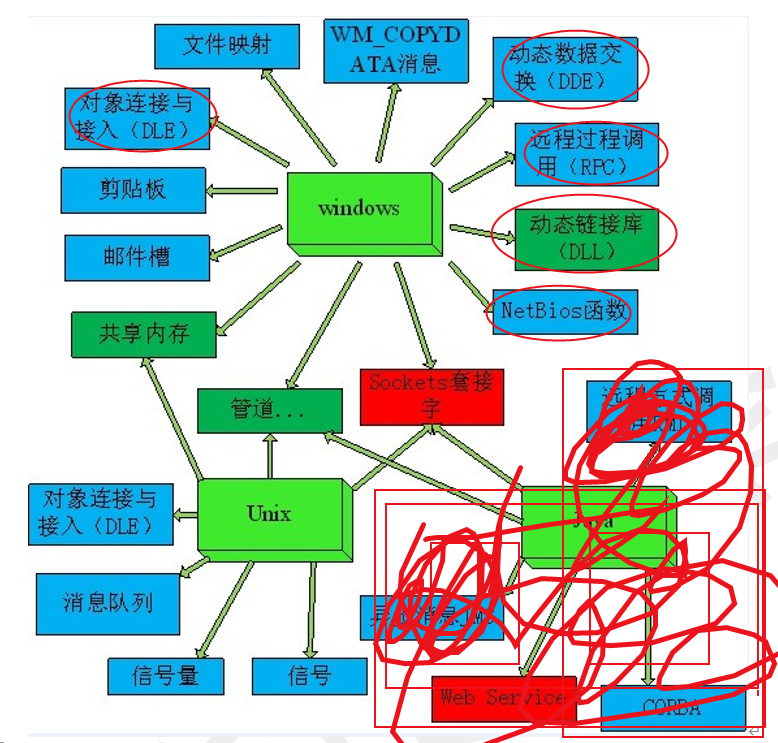 文件映射
WM_COPYD
ATA消息
动态数据交
换（DDE）
对象连接与
接入（DLE）
远程过程调
用（RPC）
剪贴板
windows
动态链接库
（DLL）
邮件槽
NetBios函数
共享内存
Sockets套接
字
管道...
对象连接与
接入（DLE）
Unix
Java
消息队列
信号量
信号
Web Service
CORBA